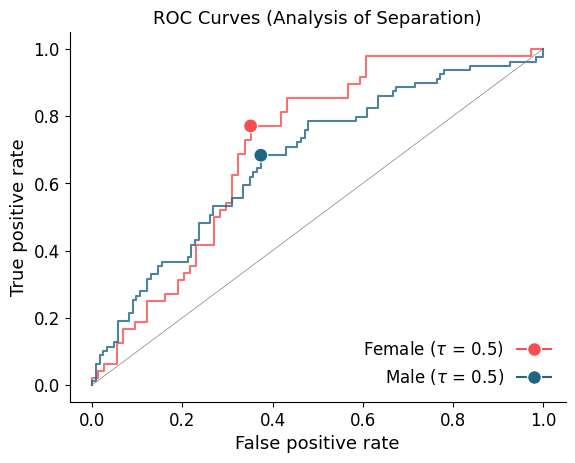 ROC Curves (Analysis of Separation)
1.0
0.8
0.6
0.4
0.2
0.0
True positive rate
Female (τ = 0.5)
Male (τ = 0.5)
0.0 0.2 0.4 0.6 0.8 1.0
False positive rate